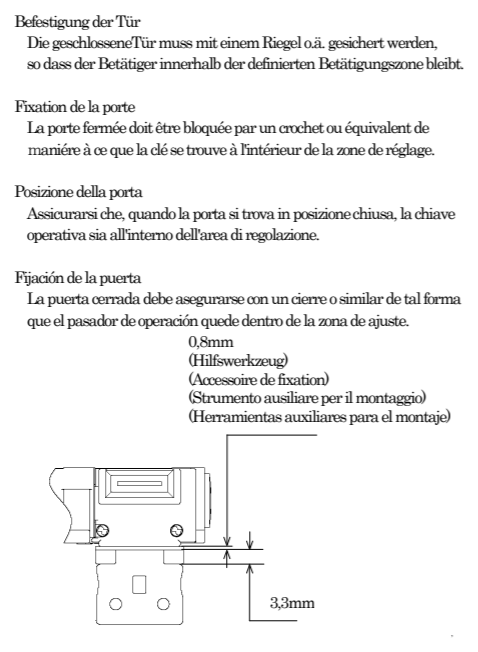 Befestigung der Tür
Die geschlosseneTür muss mit einem Riegel o.ä. gesichert werden,
so dass der Betätiger innerhalb der definierten Betätigungszone bleibt.
Fixation de la porte
La porte fermée doit être bloquée par un crochet ou équivalent de
maniére à ce que la clé se trouve à l'intérieur de la zone de réglage.
Posizione della porta
Assicurarsi che, quando la porta si trova in posizione chiusa, la chiave
operativa sia all'interno dell'area di regolazione.
Fijación de la puerta
La puerta cerrada debe asegurarse con un cierre o similar de tal forma
que el pasador de operación quede dentro de la zona de ajuste.
0,8mm
(Hilfswerkzeug)
(Accessoire de fixation)
(Strumento ausiliare per il montaggio)
(Herramientas auxiliares para el montaje)
3,3mm